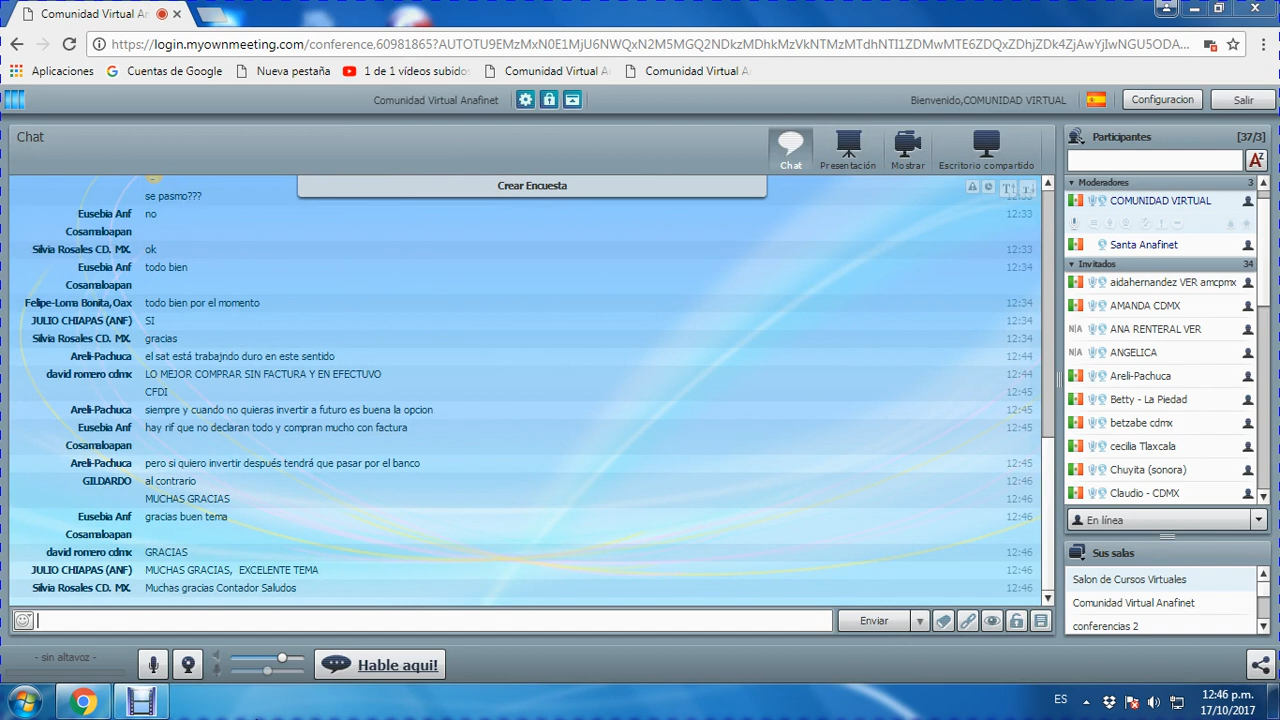 Comunidad Virtual An
https://login.myownmeeting.com/conference,60981865?AUTOTU9EMzMxN0E1MjU6NWQxN2M5MGQ2NDkzMDhkMzVkNTMzMTdhNTI1ZDMwMTE6ZDQxZDhjZDk4ZjAwYjIwNGU5ODA...
Aplicaciones
Cuentas de Google
Nueva pestaña
1 de 1 vídeos subido
Comunidad Virtual A
Comunidad Virtual A
Comunidad Virtual Anafinet
Bienvenido,COMUNIDAD VIRTUAL
Configuracion
Salir
Chat
Chat
Presentación
Mostrar
Escritorio compartido
Crear Encuesta
se pasmo??? 12:33
Eusebia Anf Cosamaloapan no 12:33
Silvia Rosales CD. MX. ok 12:33
Eusebia Anf Cosamaloapan todo bien 12:34
Felipe-Loma Bonita, Oax todo bien por el momento 12:34
JULIO CHIAPAS (ANF) SI 12:34
Silvia Rosales CD. MX. gracias 12:34
Areli-Pachuca el sat está trabajndo duro en este sentido 12:44
david romero cdmx LO MEJOR COMPRAR SIN FACTURA Y EN EFECTUVO 12:44
CFDI 12:45
Areli-Pachuca siempre y cuando no quieras invertir a futuro es buena la opcion 12:45
Eusebia Anf Cosamaloapan hay rif que no declaran todo y compran mucho con factura 12:45
Areli-Pachuca pero si quiero invertir después tendrá que pasar por el banco 12:45
GILDARDO al contrario 12:46
MUCHAS GRACIAS 12:46
Eusebia Anf Cosamaloapan gracias buen tema 12:46
david romero cdmx GRACIAS 12:46
JULIO CHIAPAS (ANF) MUCHAS GRACIAS, EXCELENTE TEMA 12:46
Silvia Rosales CD. MX. Muchas gracias Contador Saludos 12:46
Enviar
Participantes [37/3]
Moderadores 3
COMUNIDAD VIRTUAL
Santa Anafinet
Invitados 34
aidahernandez VER amcpmx
AMANDA CDMX
N/A ANA RENTERAL VER
N/A ANGELICA
Areli-Pachuca
Betty - La Piedad
betzabe cdmx
cecilia Tlaxcala
Chuyita (sonora)
Claudio - CDMX
En línea
Sus salas
Salon de Cursos Virtuales
Comunidad Virtual Anafinet
conferencias 2
- sin altavoz -
Hable aqui!
ES
12:46 p.m.
17/10/2017